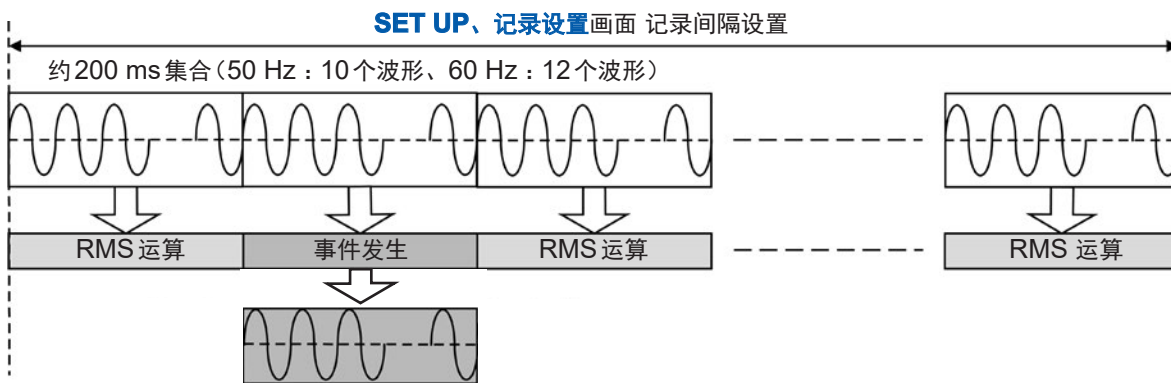 SET UP、记录设置画面 记录间隔设置
约200 ms集合（50 Hz：10个波形、60 Hz：12个波形）
RMS运算 事件发生 RMS运算 RMS 运算